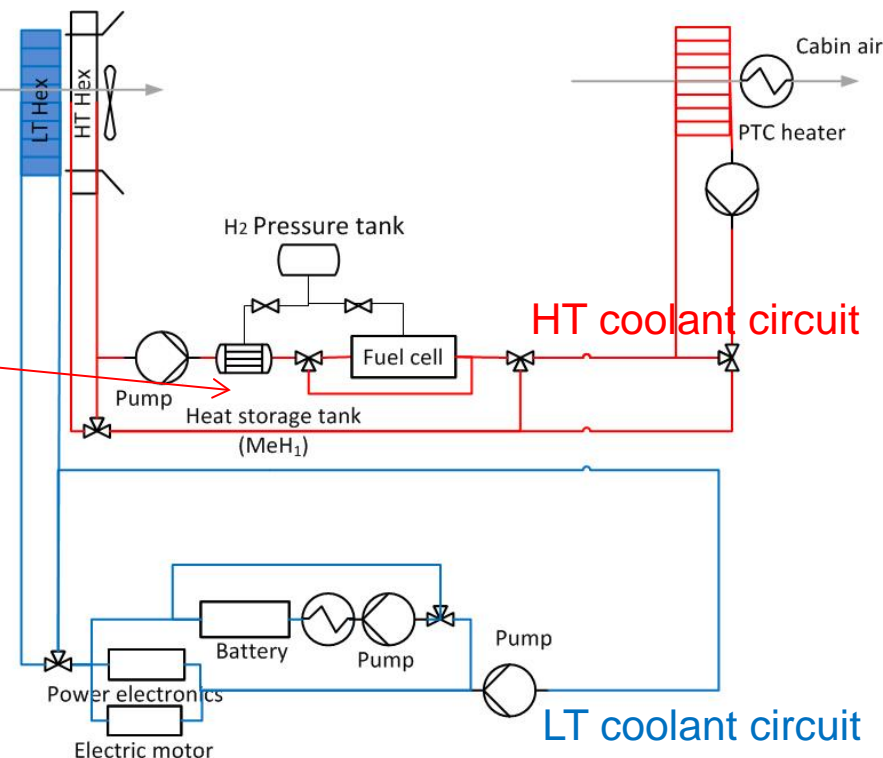 LT Hex
HT Hex
Cabin air
PTC heater
H2 Pressure tank
HT coolant circuit
Fuel cell
Pump
Heat storage tank
(MeH₁)
Battery
Pump
Pump
Power electronics
LT coolant circuit
Electric motor